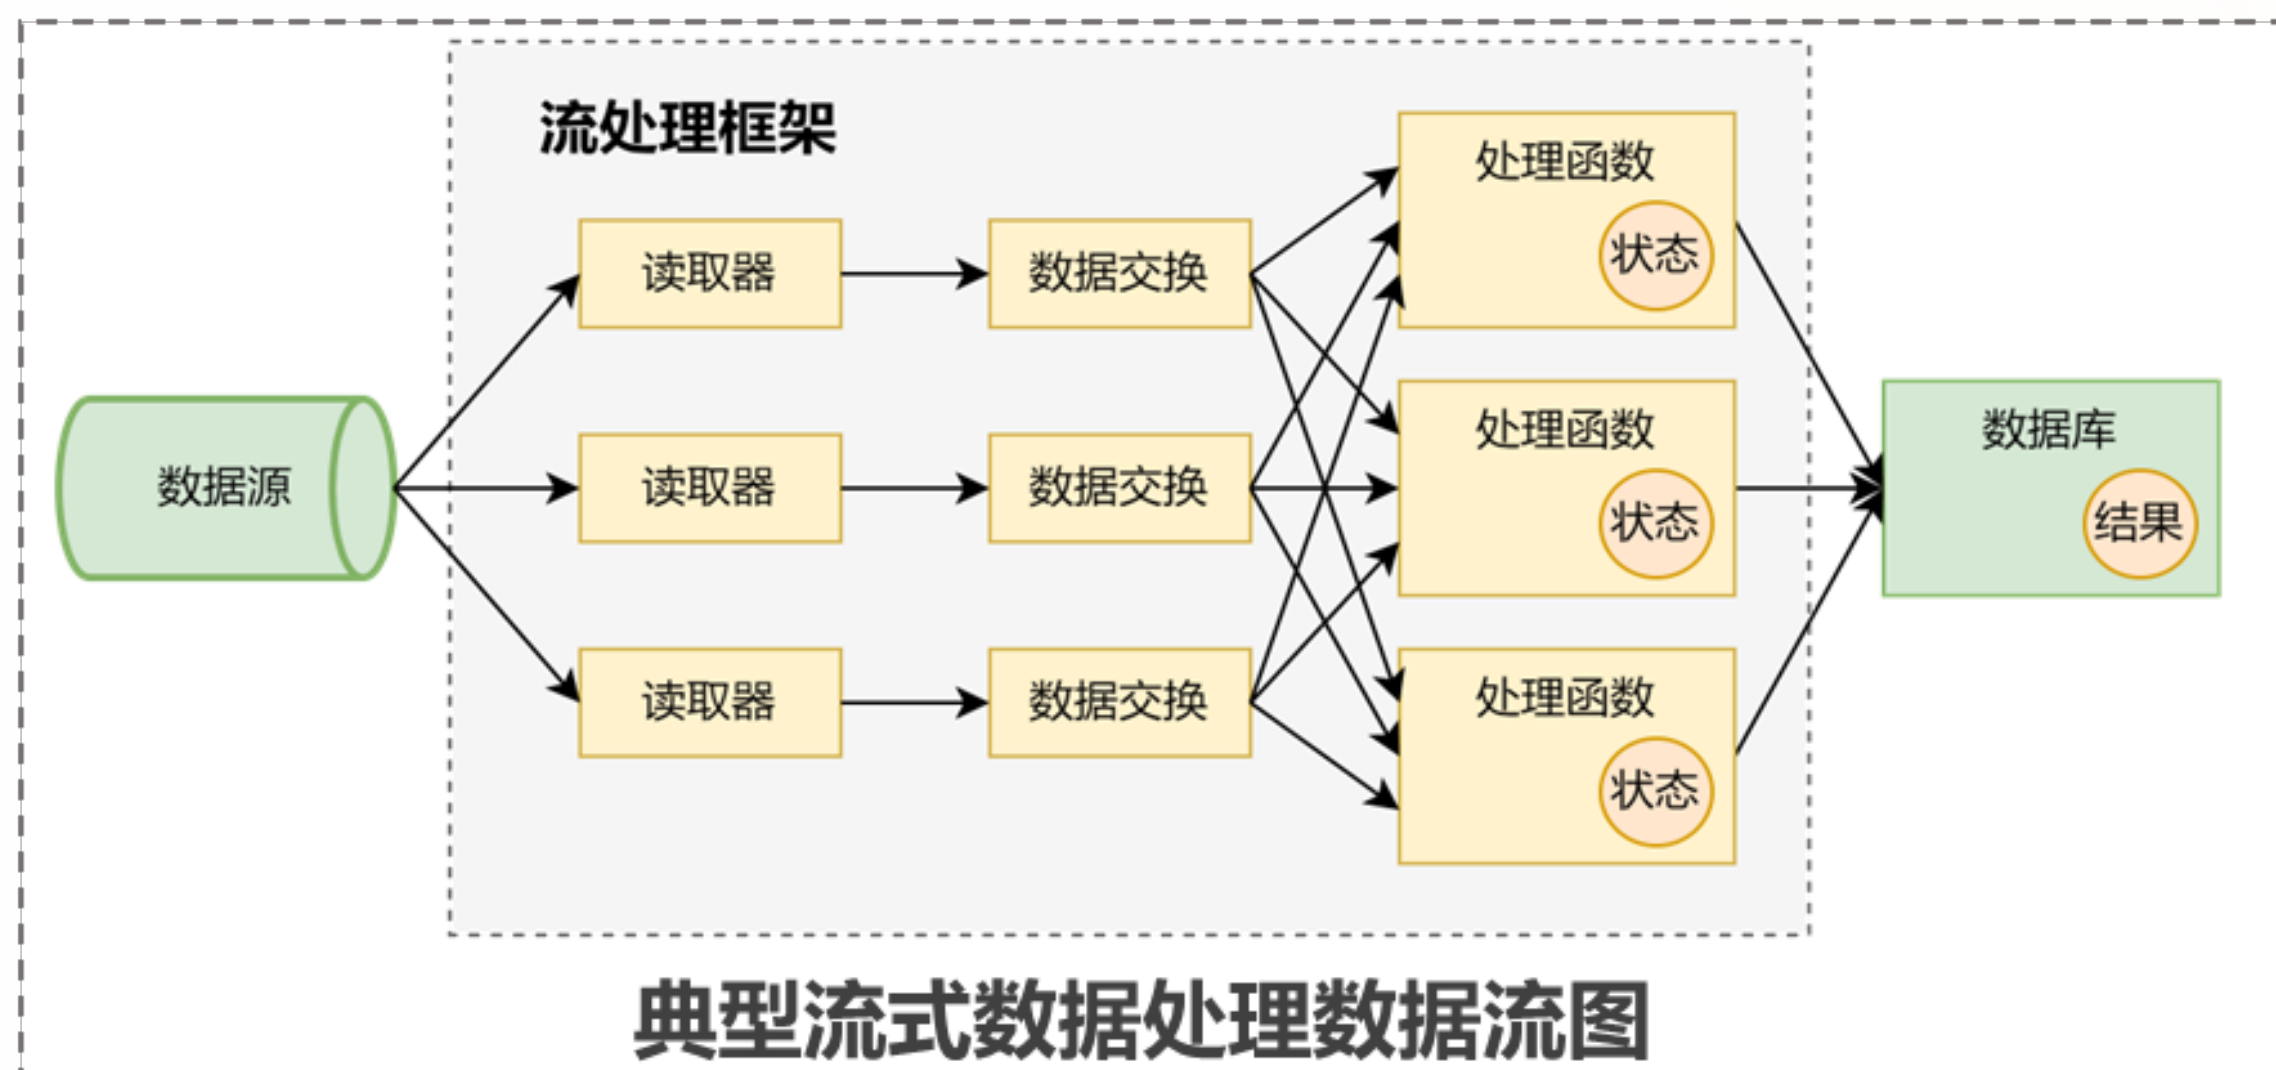 流处理框架
数据源
读取器
数据交换
处理函数
状态
读取器
数据交换
处理函数
状态
读取器
数据交换
处理函数
状态
数据库
结果
典型流式数据处理数据流图